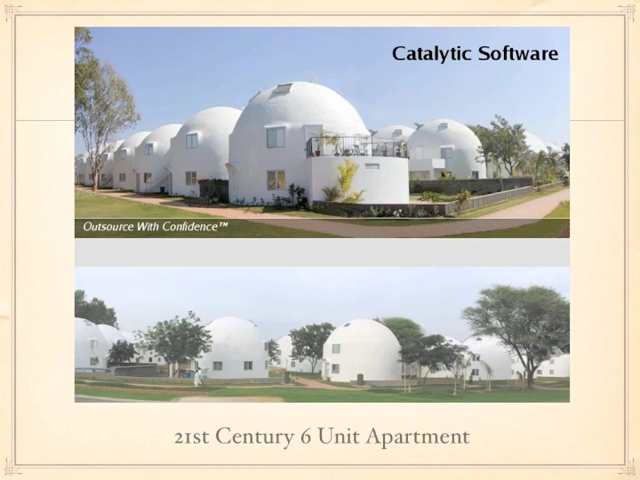 Catalytic Software
Outsource With Confidence™
21st Century 6 Unit Apartment